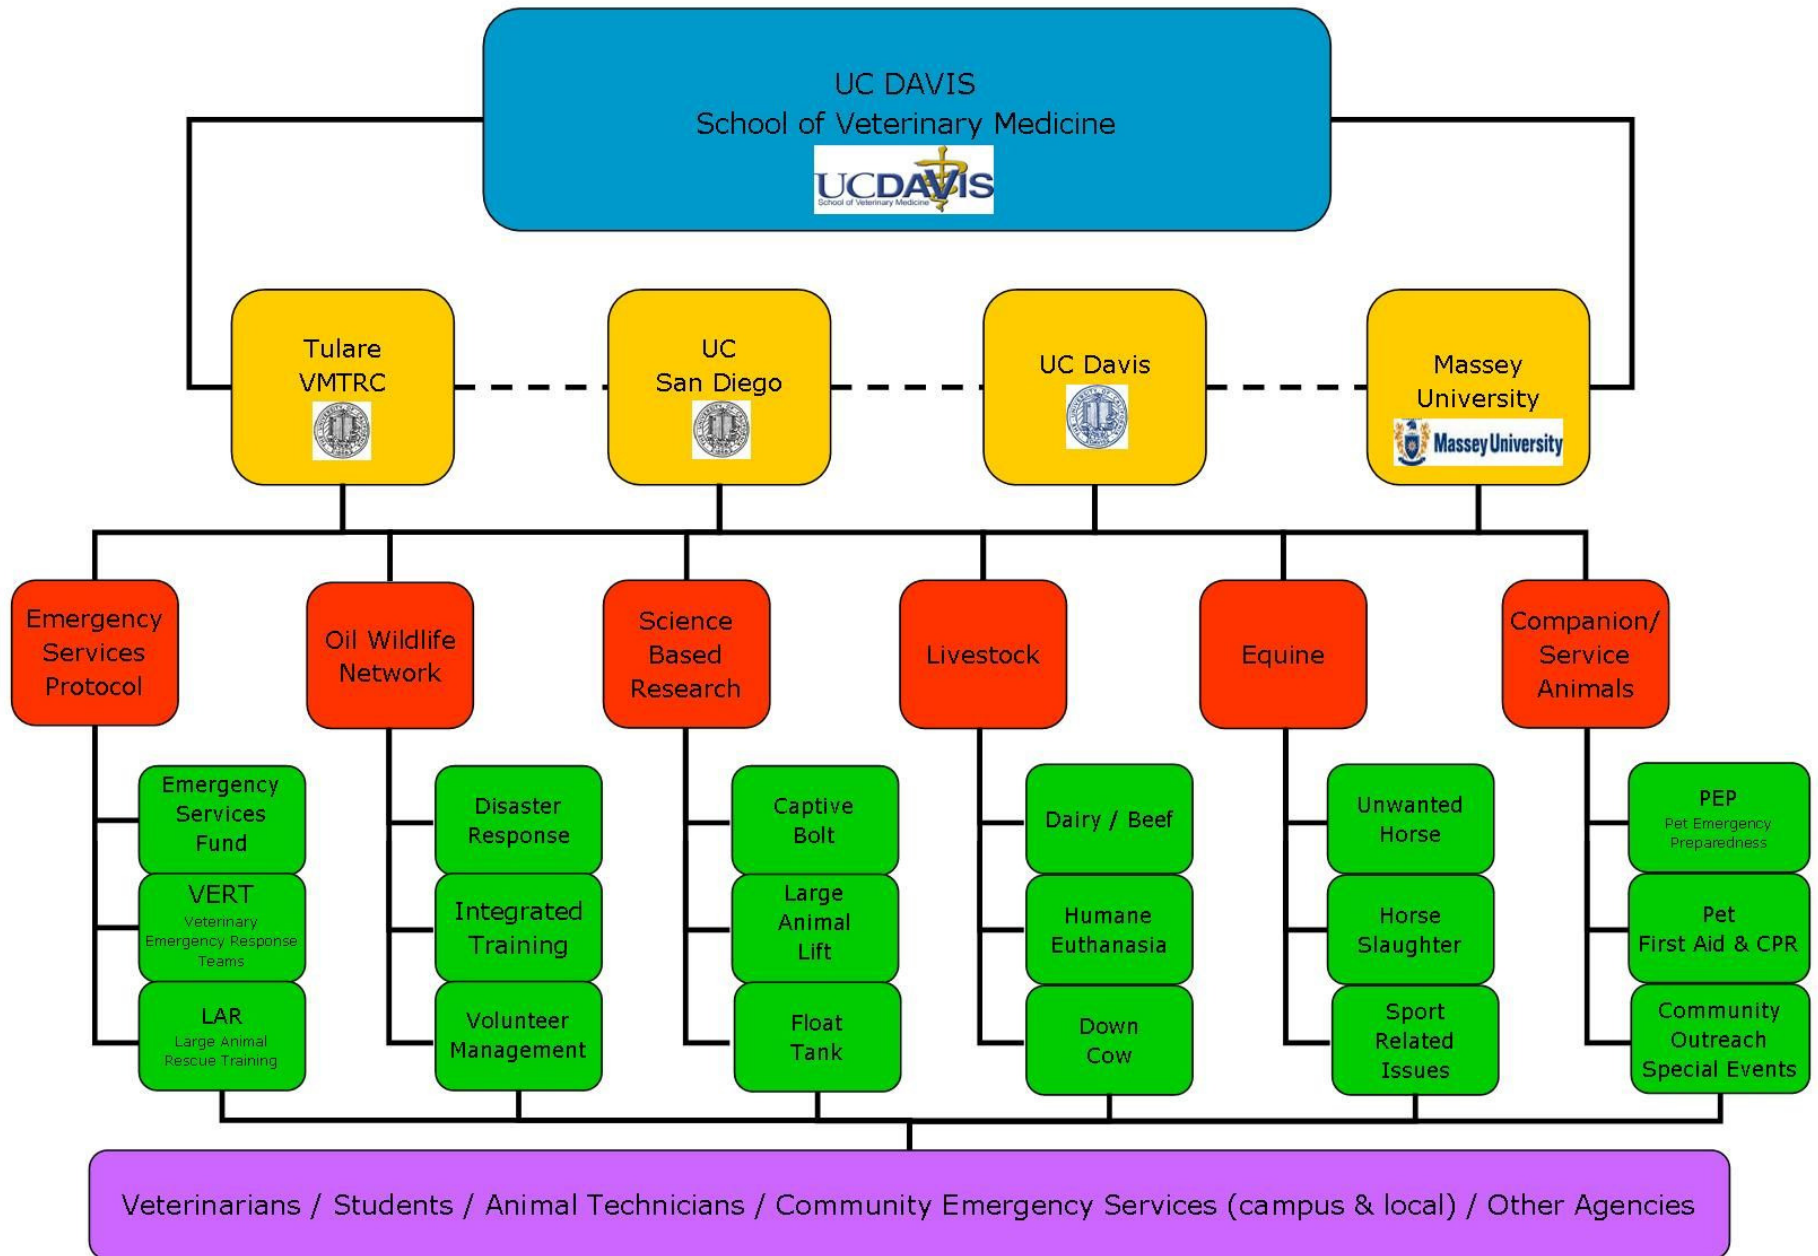 UC DAVIS
School of Veterinary Medicine
UCDAVIS
School of Veterinary Medicine
Tulare
VMTRC
UC
San Diego
UC Davis
Massey
University
Massey University
Emergency
Services
Protocol
Oil Wildlife
Network
Science
Based
Research
Livestock
Equine
Companion/
Service
Animals
Emergency
Services
Fund
VERT
Veterinary
Emergency Response
Teams
LAR
Large Animal
Rescue Training
Disaster
Response
Integrated
Training
Volunteer
Management
Captive
Bolt
Large
Animal
Lift
Float
Tank
Dairy / Beef
Humane
Euthanasia
Down
Cow
Unwanted
Horse
Horse
Slaughter
Sport
Related
Issues
PEP
Pet Emergency
Preparedness
Pet
First Aid & CPR
Community
Outreach
Special Events
Veterinarians / Students / Animal Technicians / Community Emergency Services (campus & local) / Other Agencies